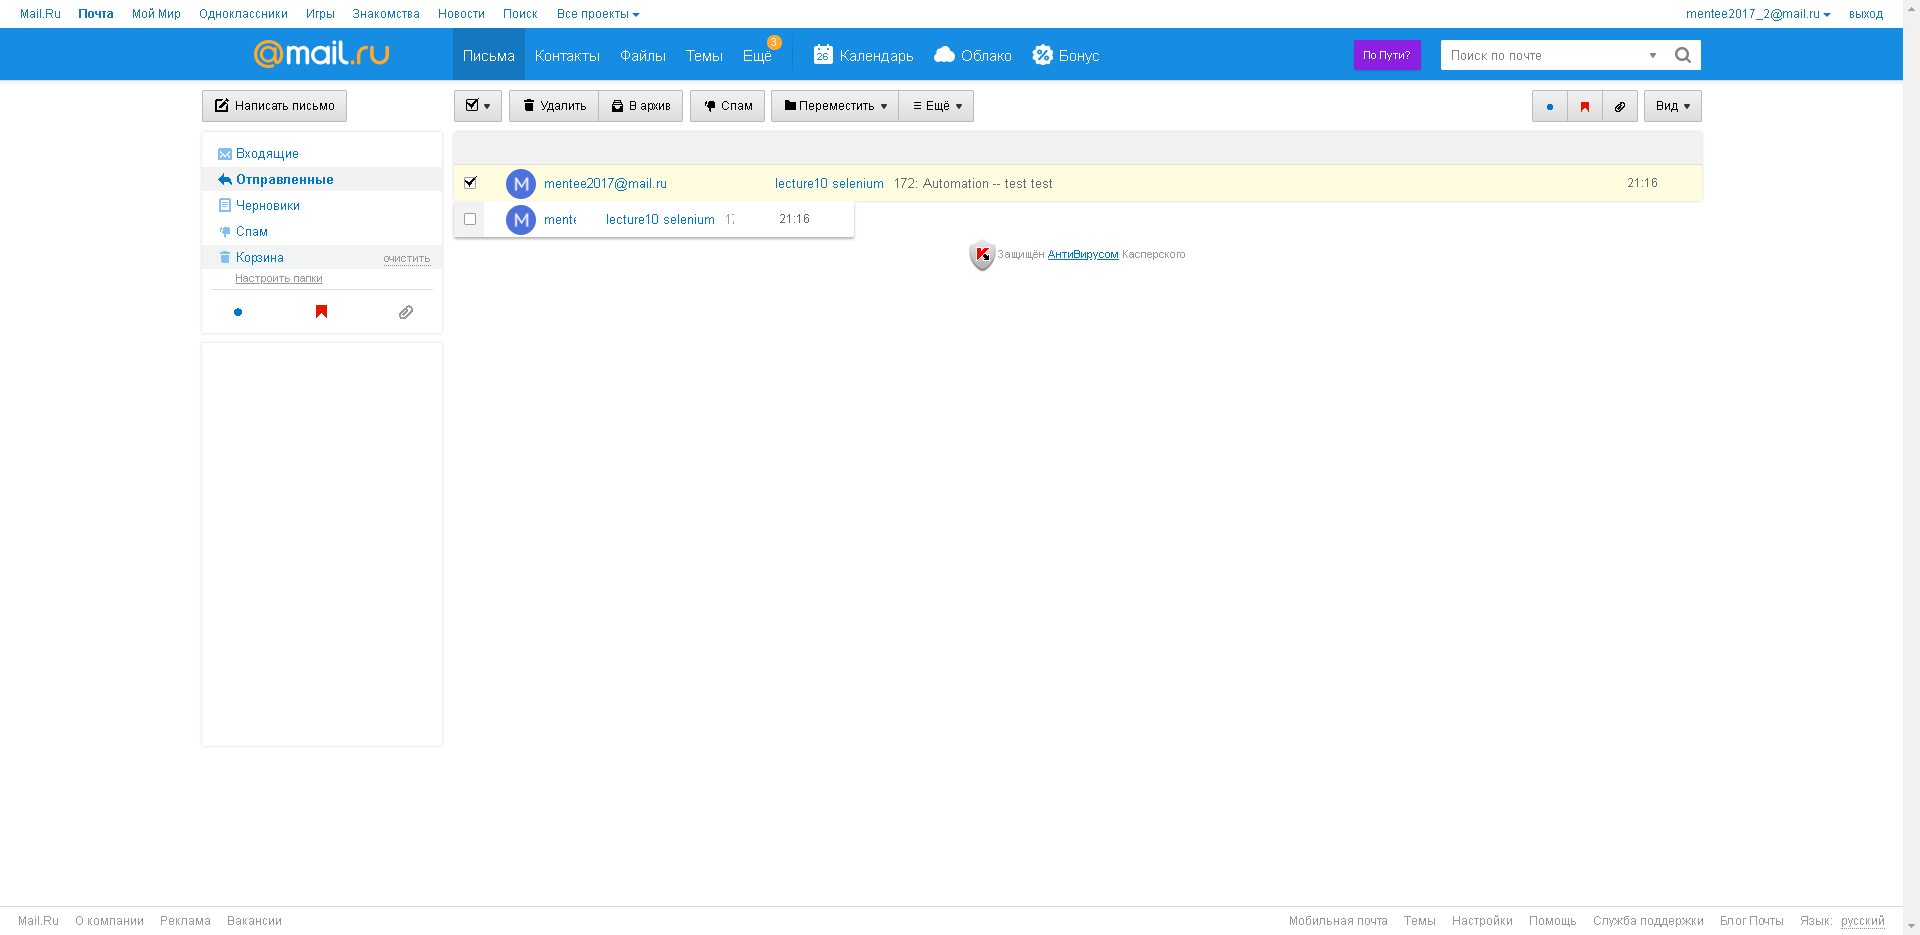 Mail.Ru Почта Мой Мир Одноклассники Игры Знакомства Новости Поиск Все проекты mentee2017_2@mail.ru выход
@mail.ru Письма Контакты Файлы Темы Ещё 3 26 Календарь Облако Бонус По Пути? Поиск по почте
Написать письмо Удалить В архив Спам Переместить Ещё Вид
Входящие
Отправленные
Черновики
Спам
Корзина очистить
Настроить папки
M mentee2017@mail.ru lecture10 selenium 172: Automation -- test test 21:16
M mente lecture10 selenium 17 21:16
Защищён АнтиВирусом Касперского
Mail.Ru О компании Реклама Вакансии Мобильная почта Темы Настройки Помощь Служба поддержки Блог Почты Язык: русский